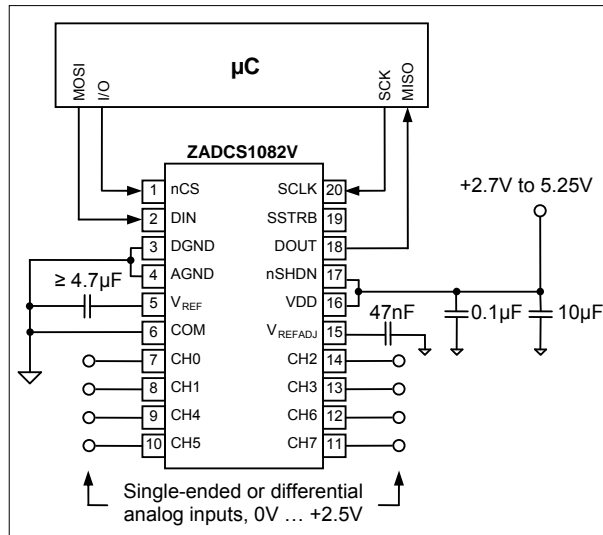 µC
MOSI
I/O
SCK
MISO
ZADCS1082V
1 nCS SCLK 20
2 DIN SSTRB 19
3 DGND DOUT 18
4 AGND nSHDN 17
5 VREF VDD 16
6 COM VREFADJ 15
7 CH0 CH2 14
8 CH1 CH3 13
9 CH4 CH6 12
10 CH5 CH7 11
+2.7V to 5.25V
≥ 4.7µF
47nF
0.1µF
10µF
Single-ended or differential
analog inputs, 0V … +2.5V